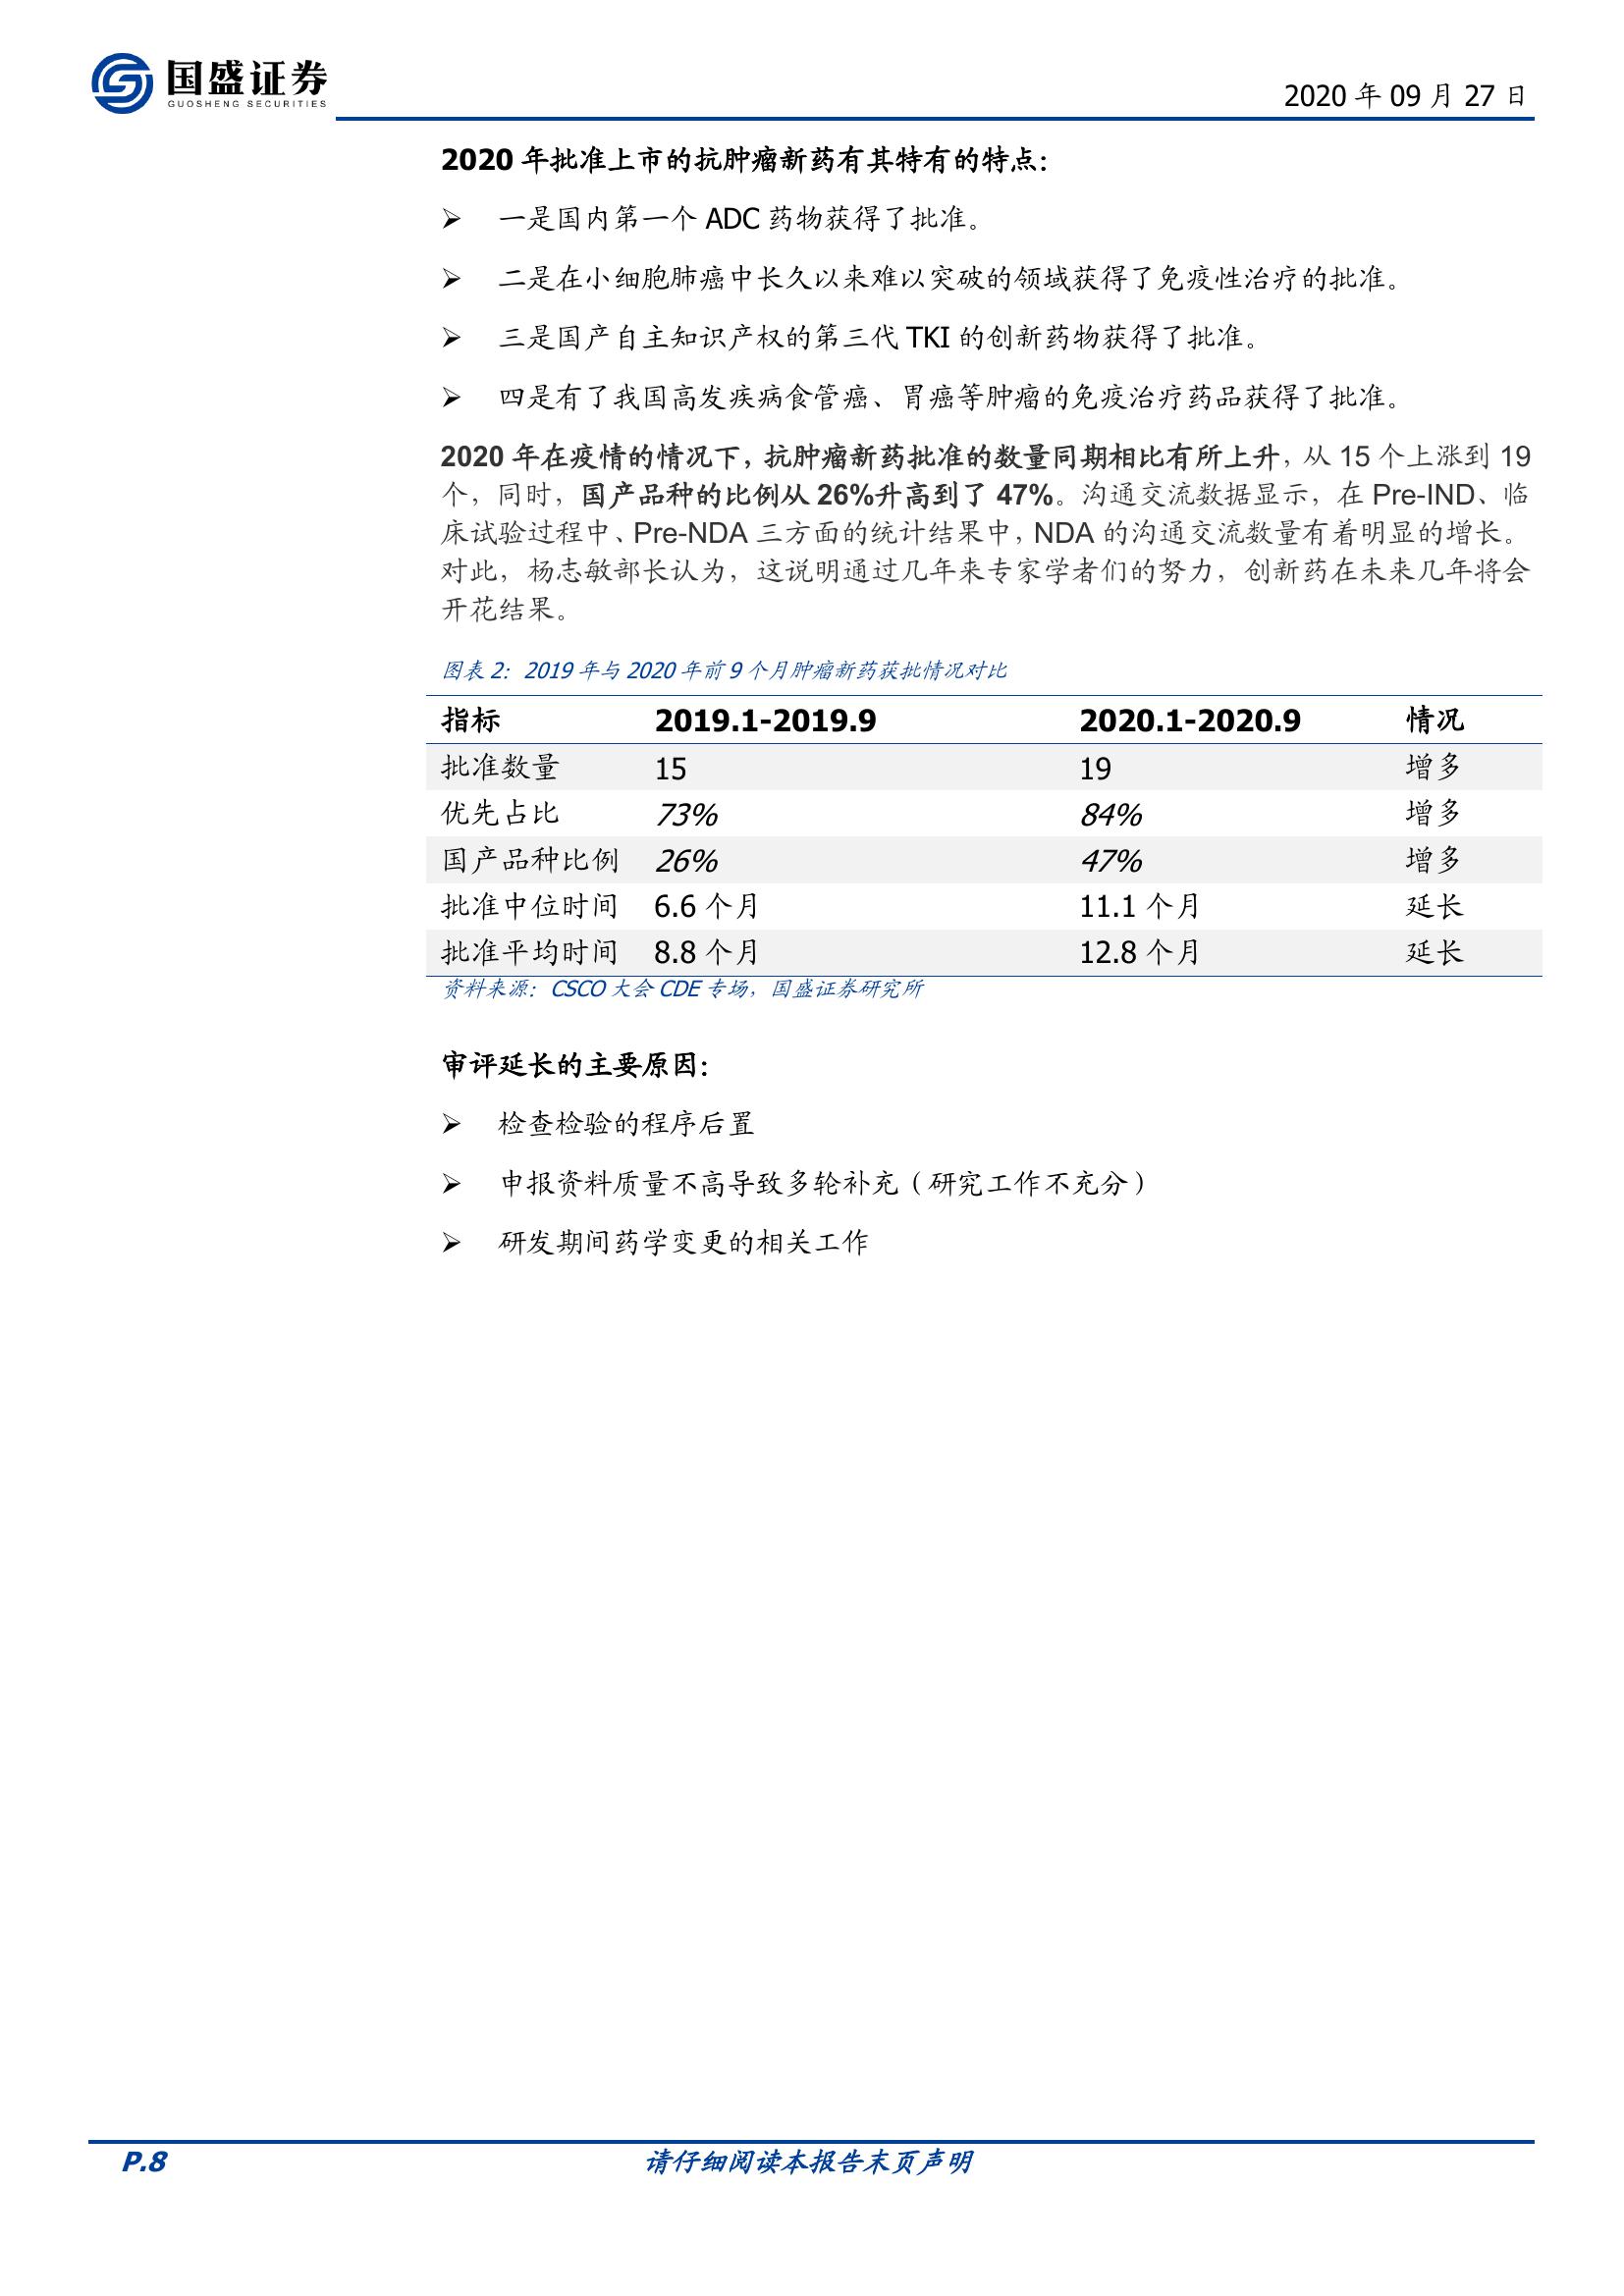 国盛证券
GUOSHENG SECURITIES
2020 年 09 月 27 日
2020 年批准上市的抗肿瘤新药有其特有的特点：
➢ 一是国内第一个 ADC 药物获得了批准。
➢ 二是在小细胞肺癌中长久以来难以突破的领域获得了免疫性治疗的批准。
➢ 三是国产自主知识产权的第三代 TKI 的创新药物获得了批准。
➢ 四是有了我国高发疾病食管癌、胃癌等肿瘤的免疫治疗药品获得了批准。
2020 年在疫情的情况下，抗肿瘤新药批准的数量同期相比有所上升，从 15 个上涨到 19
个，同时，国产品种的比例从 26%升高到了 47%。沟通交流数据显示，在 Pre-IND、临
床试验过程中、Pre-NDA 三方面的统计结果中，NDA 的沟通交流数量有着明显的增长。
对此，杨志敏部长认为，这说明通过几年来专家学者们的努力，创新药在未来几年将会
开花结果。
图表 2：2019 年与 2020 年前 9 个月肿瘤新药获批情况对比
指标 2019.1-2019.9 2020.1-2020.9 情况
批准数量 15 19 增多
优先占比 73% 84% 增多
国产品种比例 26% 47% 增多
批准中位时间 6.6 个月 11.1 个月 延长
批准平均时间 8.8 个月 12.8 个月 延长
资料来源：CSCO 大会 CDE 专场，国盛证券研究所
审评延长的主要原因：
➢ 检查检验的程序后置
➢ 申报资料质量不高导致多轮补充（研究工作不充分）
➢ 研发期间药学变更的相关工作
P.8 请仔细阅读本报告末页声明